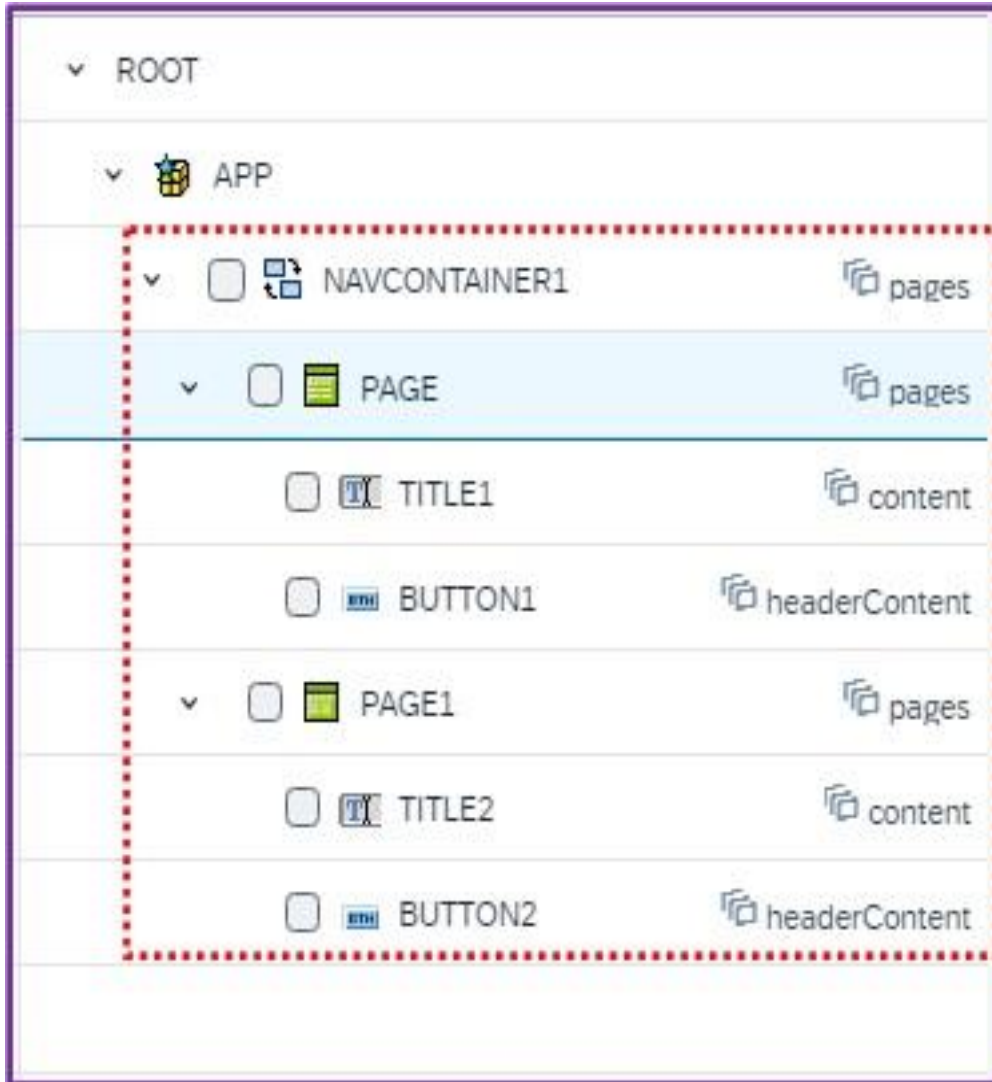 ROOT
APP
NAVCONTAINER1 pages
PAGE pages
TITLE1 content
BUTTON1 headerContent
PAGE1 pages
TITLE2 content
BUTTON2 headerContent